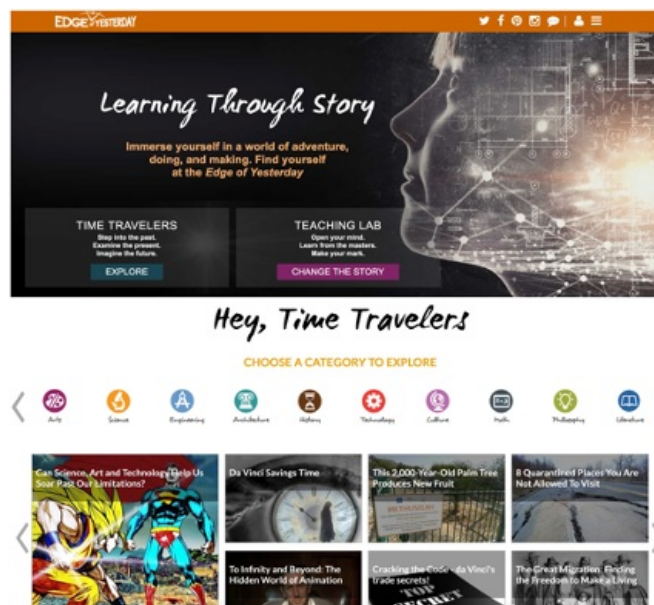 EDGE OF YESTERDAY
Learning Through Story
Immerse yourself in a world of adventure,
doing, and making. Find yourself
at the Edge of Yesterday
TIME TRAVELERS
Step into the past.
Examine the present.
Imagine the future.
EXPLORE
TEACHING LAB
Open your mind.
Learn from the masters.
Make your mark.
CHANGE THE STORY
Hey, Time Travelers
CHOOSE A CATEGORY TO EXPLORE
Arts
Science
Engineering
Architecture
History
Technology
Culture
Math
Philosophy
Literature
Can Science, Art and Technology Help Us
Soar Past Our Limitations?
Da Vinci Savings Time
This 2,000-Year-Old Palm Tree
Produces New Fruit
METHUSELAH
8 Quarantined Places You Are
Not Allowed To Visit
To Infinity and Beyond: The
Hidden World of Animation
Cracking the Code - da Vinci's
trade secrets!
TOP
SECRET
The Great Migration: Finding
the Freedom to Make a Living